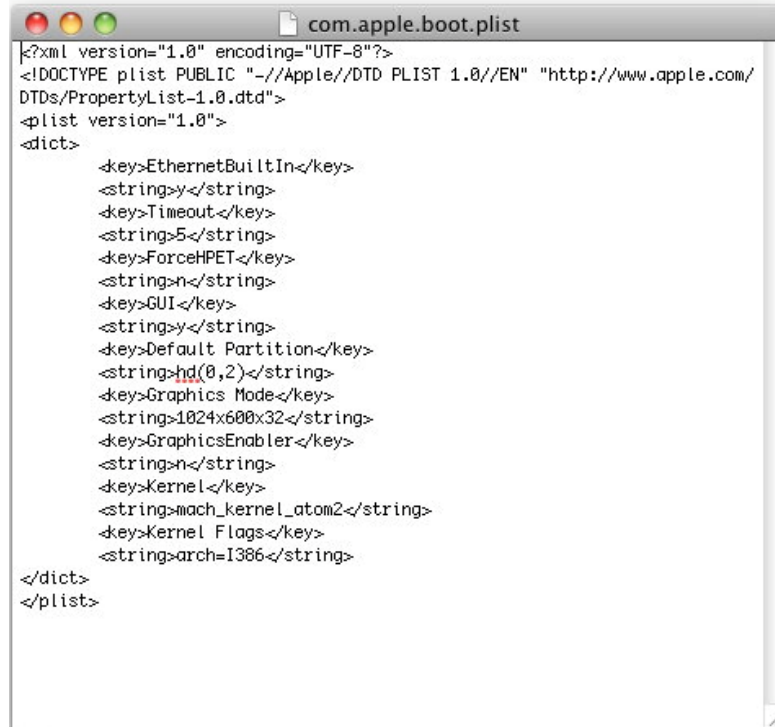 com.apple.boot.plist
<?xml version="1.0" encoding="UTF-8"?>
<!DOCTYPE plist PUBLIC "-//Apple//DTD PLIST 1.0//EN" "http://www.apple.com/
DTDs/PropertyList-1.0.dtd">
<plist version="1.0">
<dict>
<key>EthernetBuiltIn</key>
<string>y</string>
<key>Timeout</key>
<string>5</string>
<key>ForceHPET</key>
<string>n</string>
<key>GUI</key>
<string>y</string>
<key>Default Partition</key>
<string>hd(0,2)</string>
<key>Graphics Mode</key>
<string>1024x600x32</string>
<key>GraphicsEnabler</key>
<string>n</string>
<key>Kernel</key>
<string>mach_kernel_atom2</string>
<key>Kernel Flags</key>
<string>arch=I386</string>
</dict>
</plist>